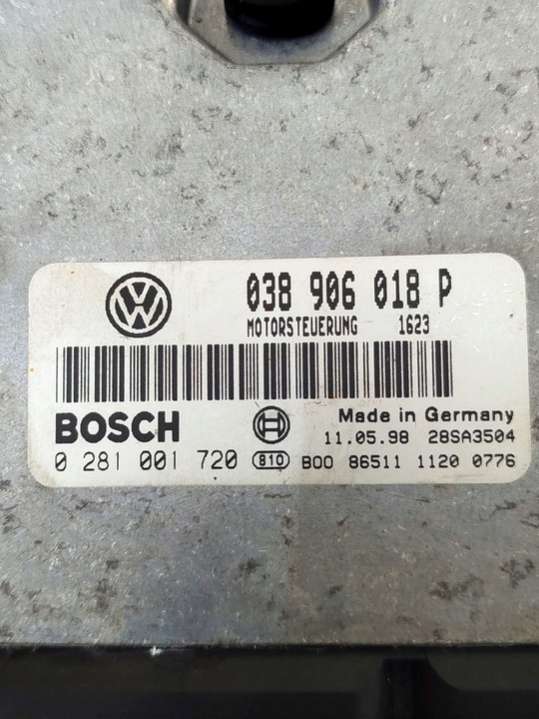 038 906 018 P
MOTORSTEUERUNG 1623
BOSCH
Made in Germany
11.05.98 28SA3504
0 281 001 720 810 B00 86511 1120 0776